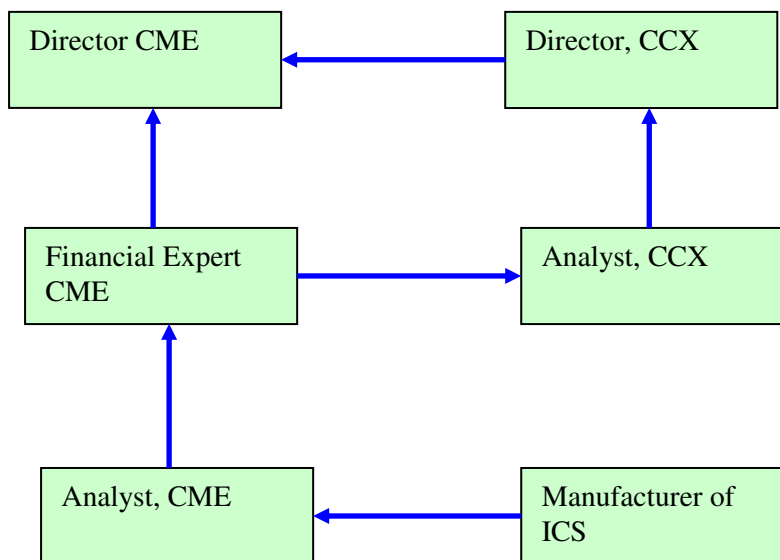 Director CME
Director, CCX
Financial Expert
CME
Analyst, CCX
Analyst, CME
Manufacturer of
ICS